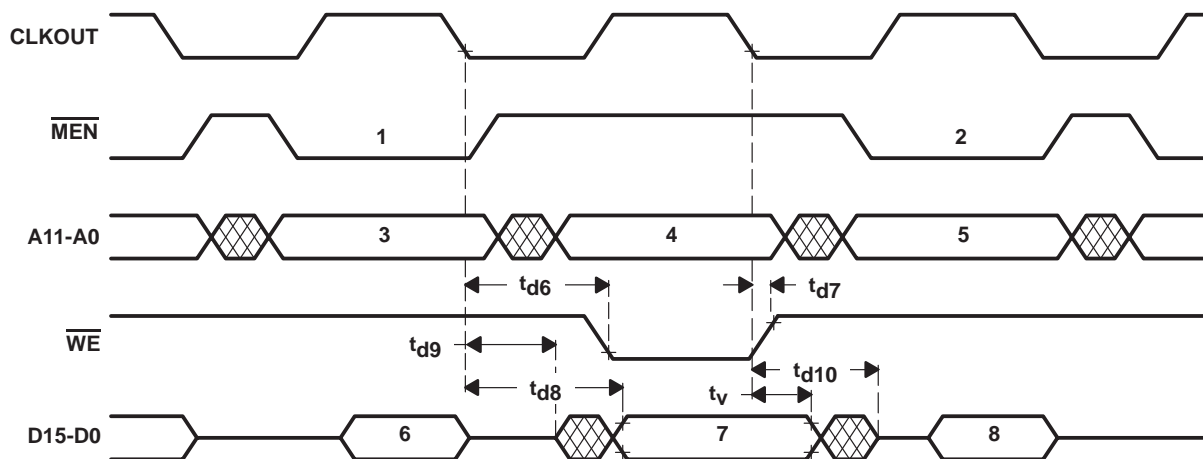 CLKOUT
MEN
1
2
A11-A0
3
4
5
td6
td7
WE
td9
td10
td8
tv
D15-D0
6
7
8